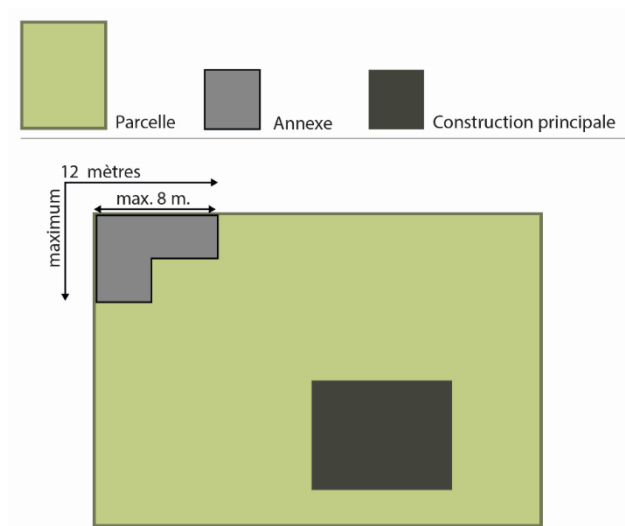 Parcelle
Annexe
Construction principale
12 mètres
max. 8 m.
maximum